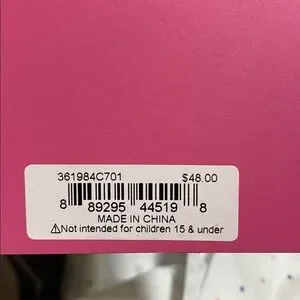 361984C701 $48.00
8 89295 44519 8
MADE IN CHINA
⚠Not intended for children 15 & under